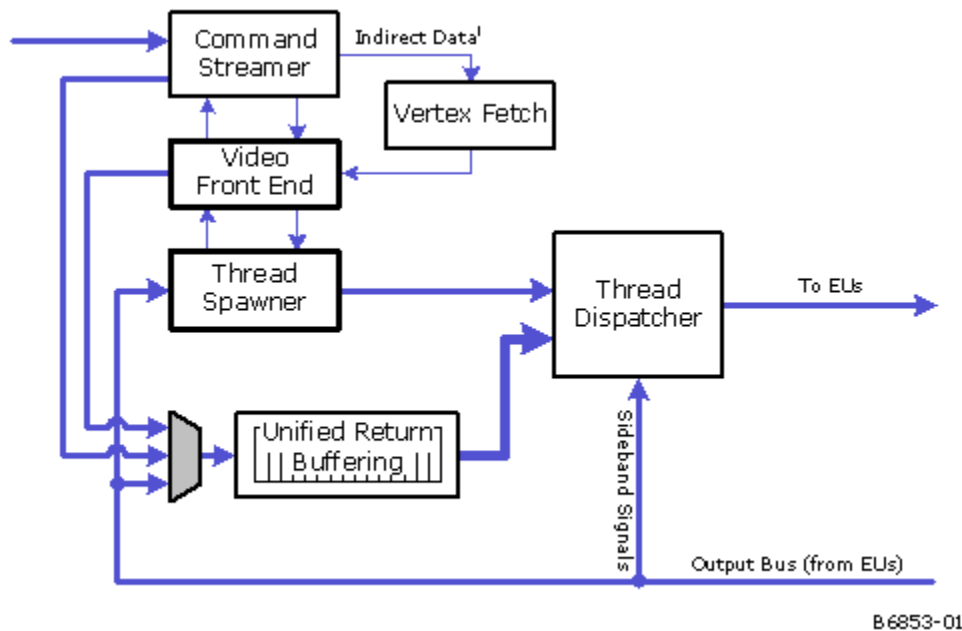 Command
Streamer
Indirect Data¹
Vertex Fetch
Video
Front End
Thread
Spawner
Thread
Dispatcher
To EUs
Unified Return
Buffering
Sideband Signals
Output Bus (from EUs)
B6853-01